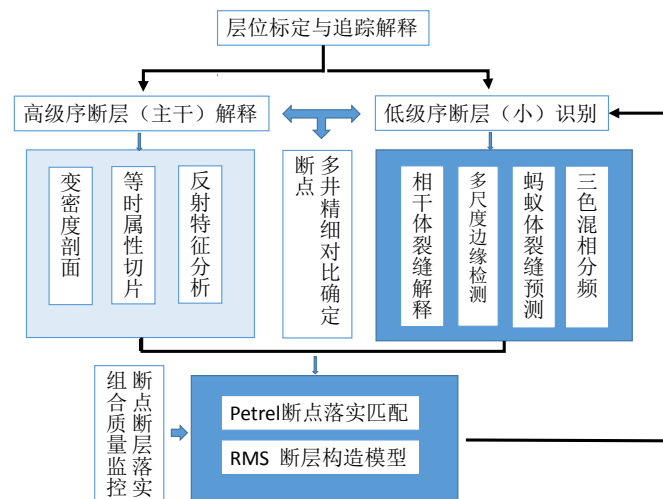 层位标定与追踪解释
高级序断层（主干）解释
低级序断层（小）识别
变密度剖面
等时属性切片
反射特征分析
多井精细对比确定
断点
相干体裂缝解释
多尺度边缘检测
蚂蚁体裂缝预测
三色混相分频
断点断层落实
组合质量监控
Petrel断点落实匹配
RMS 断层构造模型